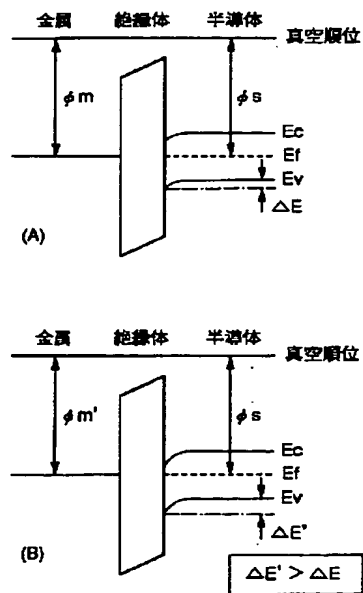 金属 絶縁体 半導体
真空順位
φm φs
Ec
Ef
Ev
ΔE
(A)
金属 絶縁体 半導体
真空順位
φm' φs
Ec
Ef
Ev
ΔE'
(B)
ΔE' > ΔE